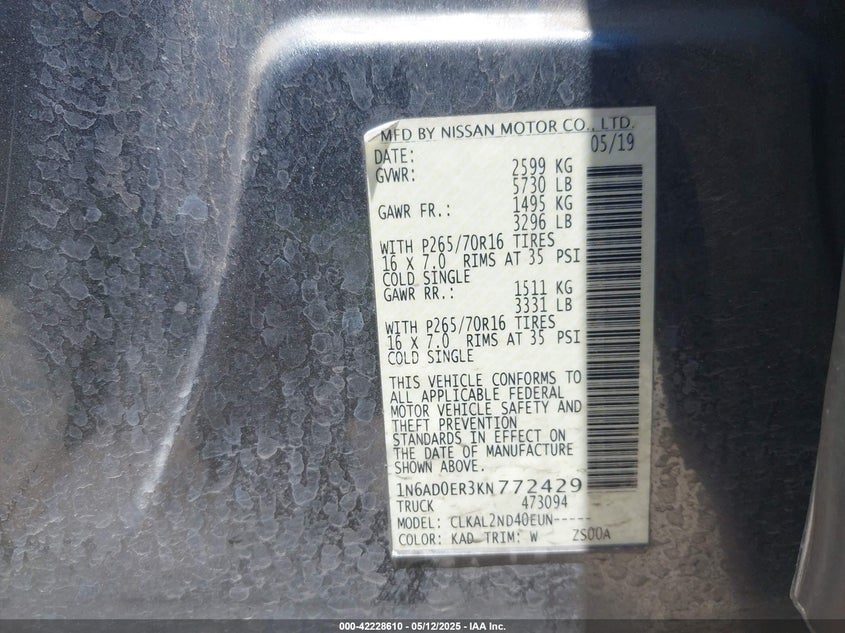 MFD BY NISSAN MOTOR CO., LTD.
DATE: 05/19
GVWR: 2599 KG
5730 LB
GAWR FR.: 1495 KG
3296 LB
WITH P265/70R16 TIRES
16 X 7.0 RIMS AT 35 PSI
COLD SINGLE
GAWR RR.: 1511 KG
3331 LB
WITH P265/70R16 TIRES
16 X 7.0 RIMS AT 35 PSI
COLD SINGLE
THIS VEHICLE CONFORMS TO
ALL APPLICABLE FEDERAL
MOTOR VEHICLE SAFETY AND
THEFT PREVENTION
STANDARDS IN EFFECT ON
THE DATE OF MANUFACTURE
SHOWN ABOVE.
1N6AD0ER3KN772429
TRUCK 473094
MODEL: CLKAL2ND40EUN-----
COLOR: KAD TRIM: W ZS00A
000-42228610 - 05/12/2025 - IAA Inc.